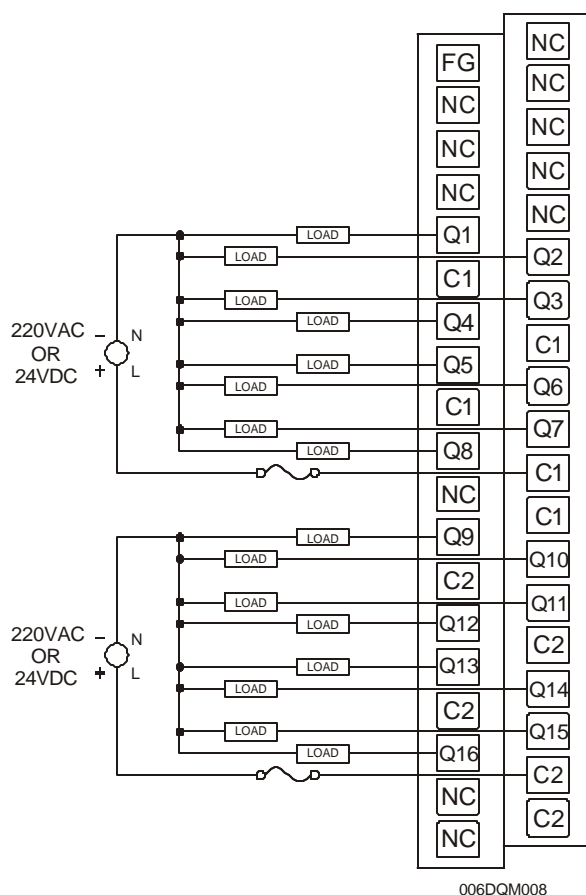 NC
FG
NC
NC
NC
NC
NC
NC
NC
LOAD Q1
LOAD Q2
C1
LOAD Q3
LOAD Q4
C1
220VAC − N
OR
24VDC + L
LOAD Q5
LOAD Q6
C1
LOAD Q7
LOAD Q8
C1
NC
C1
LOAD Q9
LOAD Q10
C2
LOAD Q11
LOAD Q12
C2
220VAC − N
OR
24VDC + L
LOAD Q13
LOAD Q14
C2
LOAD Q15
LOAD Q16
C2
NC
C2
NC
006DQM008